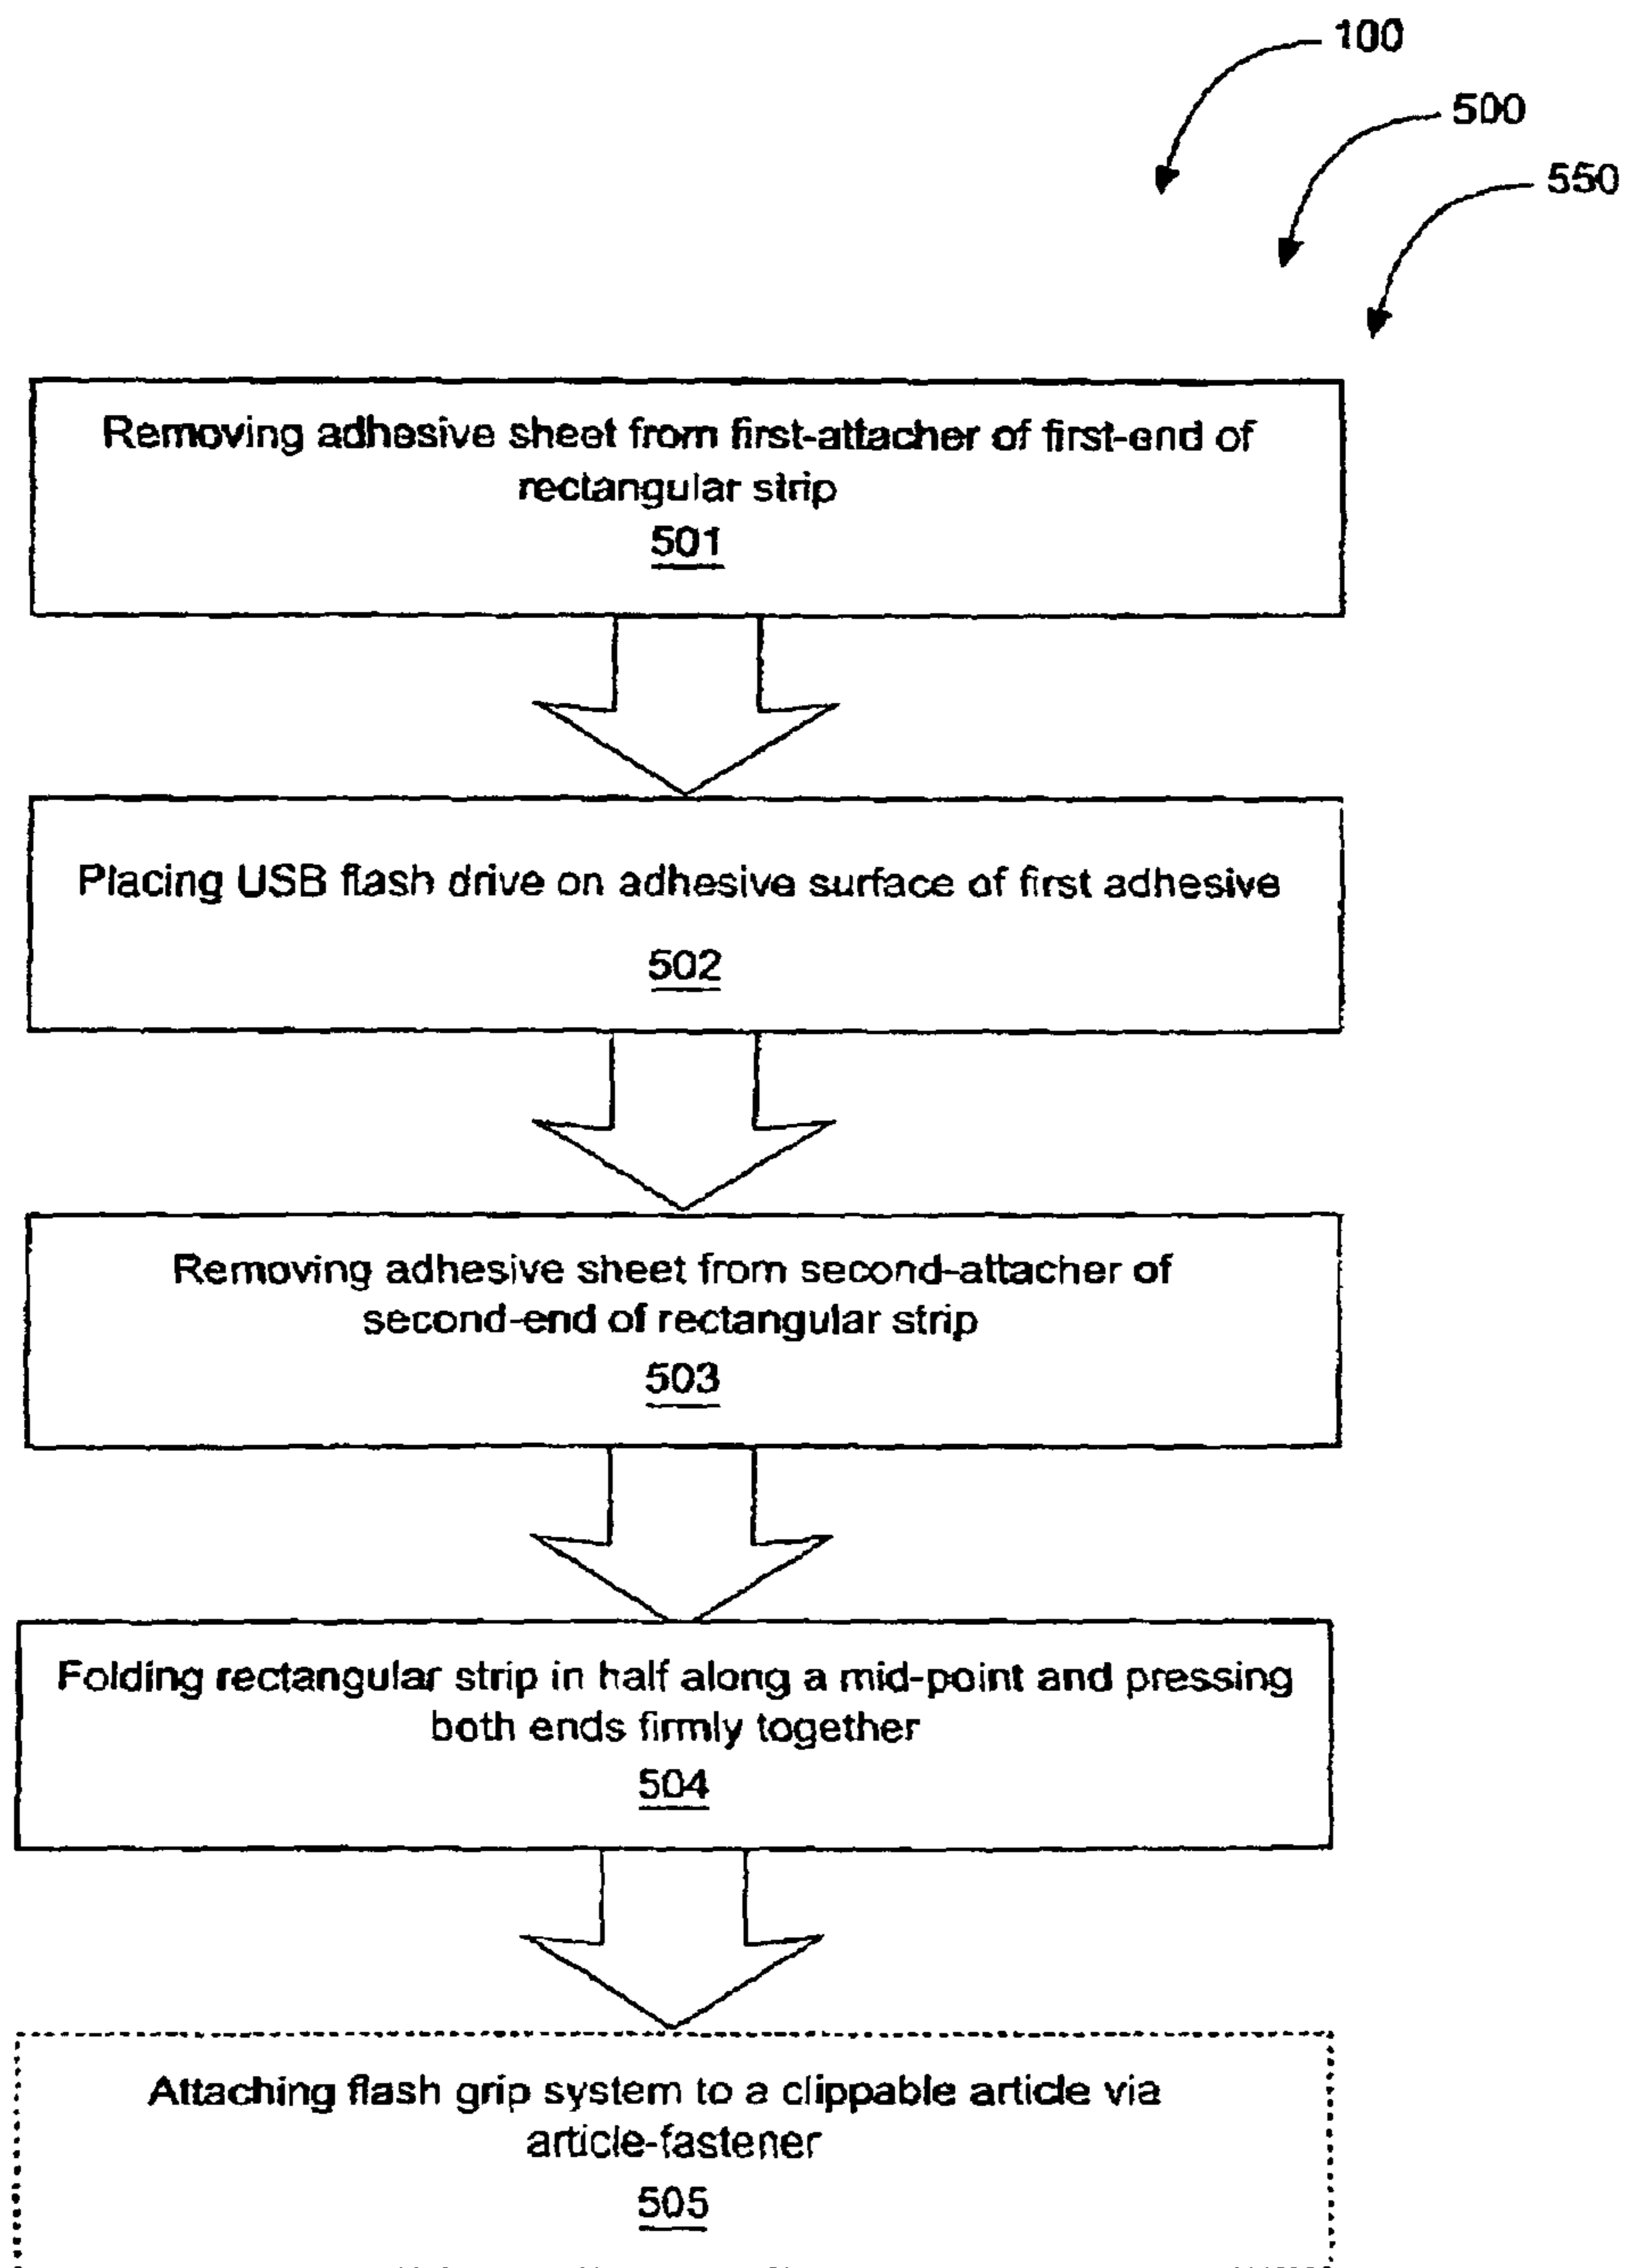 100
500
550
Removing adhesive sheet from first-attacher of first-end of
rectangular strip
501
Placing USB flash drive on adhesive surface of first adhesive
502
Removing adhesive sheet from second-attacher of
second-end of rectangular strip
503
Folding rectangular strip in half along a mid-point and pressing
both ends firmly together
504
Attaching flash grip system to a clippable article via
article-fastener
505